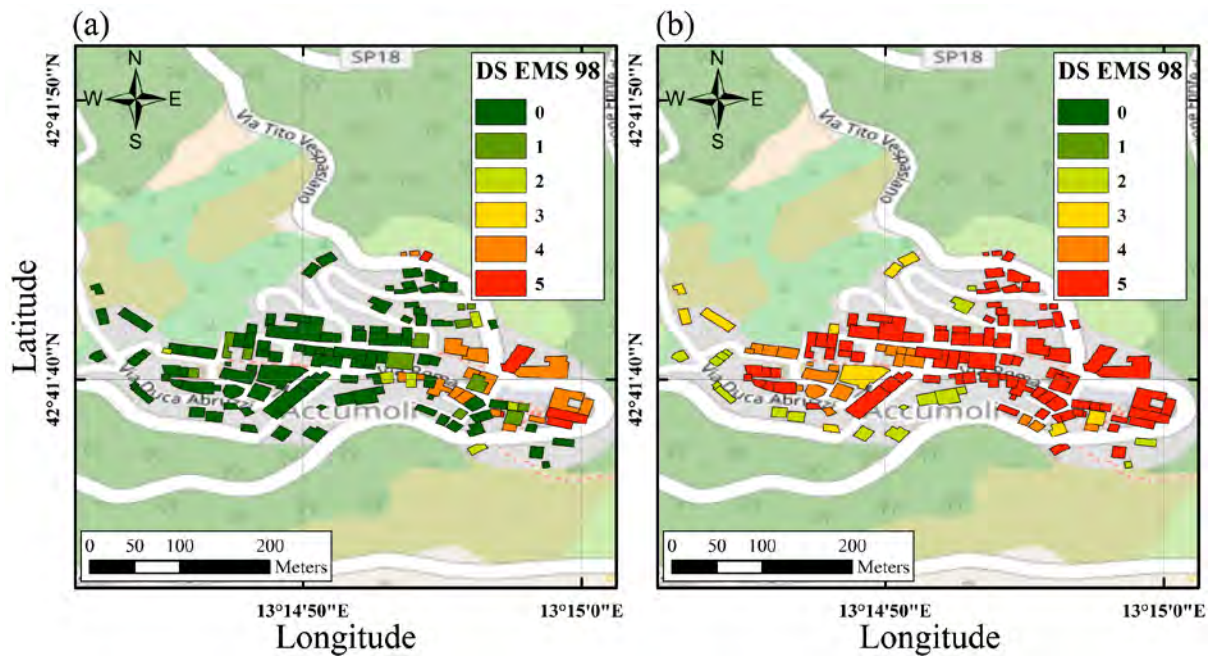 (a)
(b)
SP18
DS EMS 98
0
1
2
3
4
5
N
W
E
S
42°41'50"N
42°41'40"N
Latitude
Via Tito Vespasiano
Via Duca Abruzzi
Accumoli
0 50 100 200
Meters
13°14'50"E
13°15'0"E
Longitude
SP18
DS EMS 98
0
1
2
3
4
5
N
W
E
S
42°41'50"N
42°41'40"N
Via Tito Vespasiano
Via Duca Abruzzi
Accumoli
0 50 100 200
Meters
13°14'50"E
13°15'0"E
Longitude